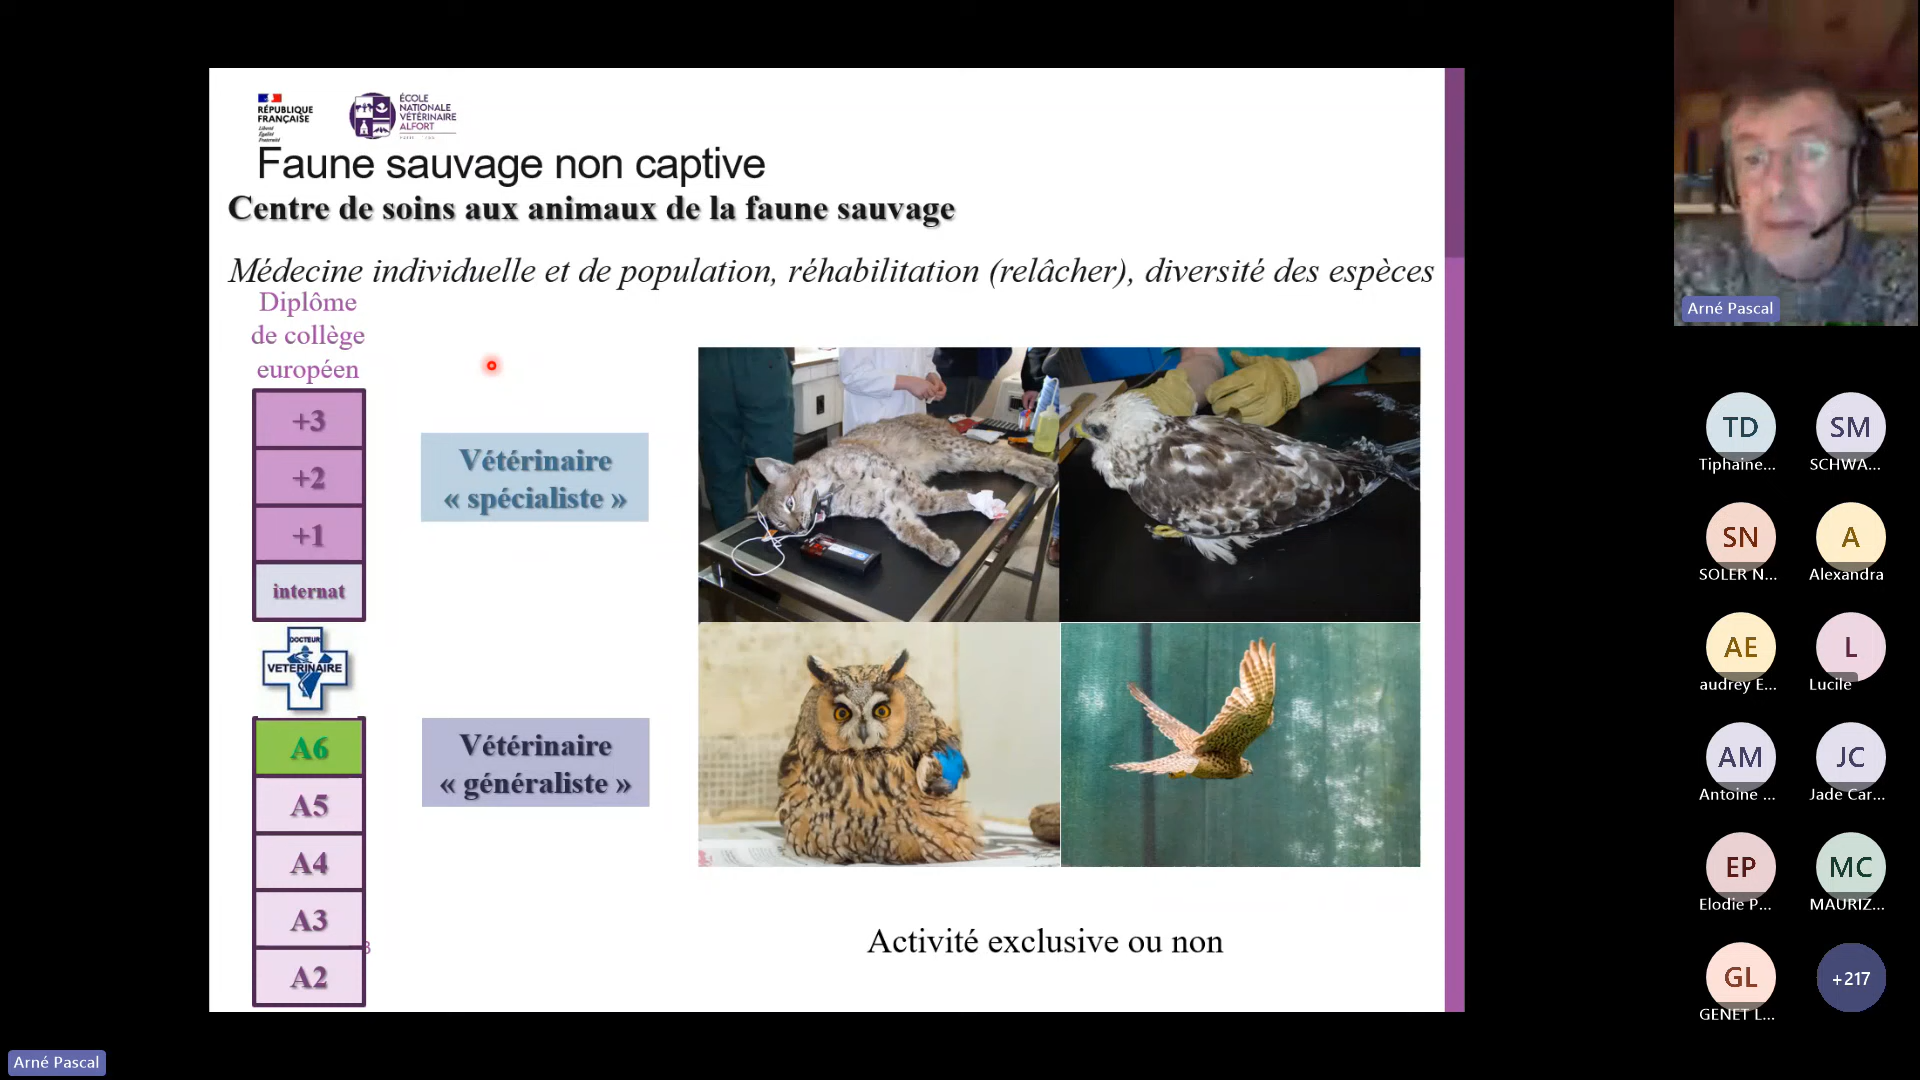 RÉPUBLIQUE
FRANÇAISE
Liberté
Égalité
Fraternité
ÉCOLE
NATIONALE
VÉTÉRINAIRE
ALFORT
Faune sauvage non captive
Centre de soins aux animaux de la faune sauvage
Médecine individuelle et de population, réhabilitation (relâcher), diversité des espèces
Diplôme
de collège
européen
+3
+2
+1
internat
Vétérinaire
« spécialiste »
DOCTEUR
VETERINAIRE
A6
A5
A4
A3
A2
Vétérinaire
« généraliste »
Activité exclusive ou non
Arné Pascal
TD
Tiphaine...
SM
SCHWA...
SN
SOLER N...
A
Alexandra
AE
audrey E...
L
Lucile
AM
Antoine ...
JC
Jade Car...
EP
Elodie P...
MC
MAURIZ...
GL
GENET L...
+217
Arné Pascal